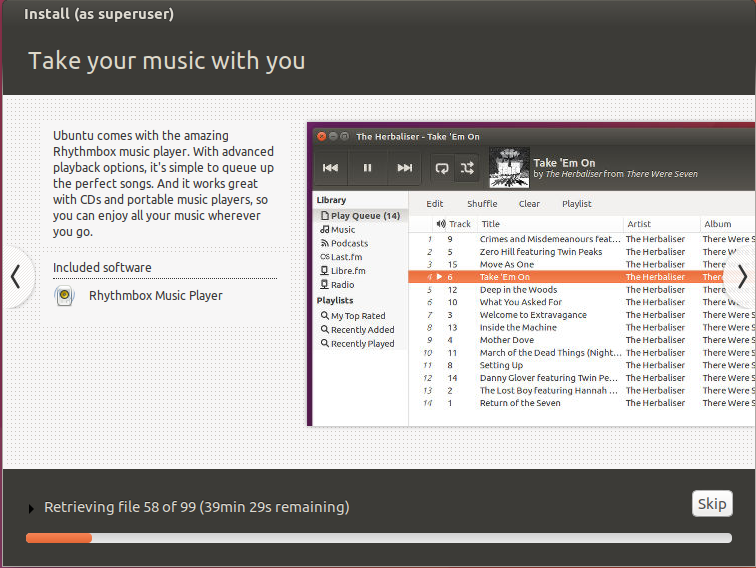 Install (as superuser)
Take your music with you
Ubuntu comes with the amazing
Rhythmbox music player. With advanced
playback options, it's simple to queue up
the perfect songs. And it works great
with CDs and portable music players, so
you can enjoy all your music wherever
you go.
Included software
Rhythmbox Music Player
The Herbaliser - Take 'Em On
Take 'Em On
by The Herbaliser from There Were Seven
Library
Play Queue (14)
Music
Podcasts
Last.fm
Libre.fm
Radio
Playlists
My Top Rated
Recently Added
Recently Played
Edit Shuffle Clear Playlist
Track Title Artist Album
1 9 Crimes and Misdemeanours feat... The Herbaliser There Were S
2 5 Zero Hill featuring Twin Peaks The Herbaliser There Were S
3 15 Move As One The Herbaliser There Were S
4 6 Take 'Em On The Herbaliser There
5 12 Deep in the Woods The Herbaliser There
6 10 What You Asked For The Herbaliser There
7 3 Welcome to Extravagance The Herbaliser There Were S
8 13 Inside the Machine The Herbaliser There Were S
9 4 Mother Dove The Herbaliser There Were S
10 11 March of the Dead Things (Night... The Herbaliser There Were S
11 8 Setting Up The Herbaliser There Were S
12 14 Danny Glover featuring Twin Pe... The Herbaliser There Were S
13 2 The Lost Boy featuring Hannah ... The Herbaliser There Were S
14 1 Return of the Seven The Herbaliser There Were S
Retrieving file 58 of 99 (39min 29s remaining)
Skip